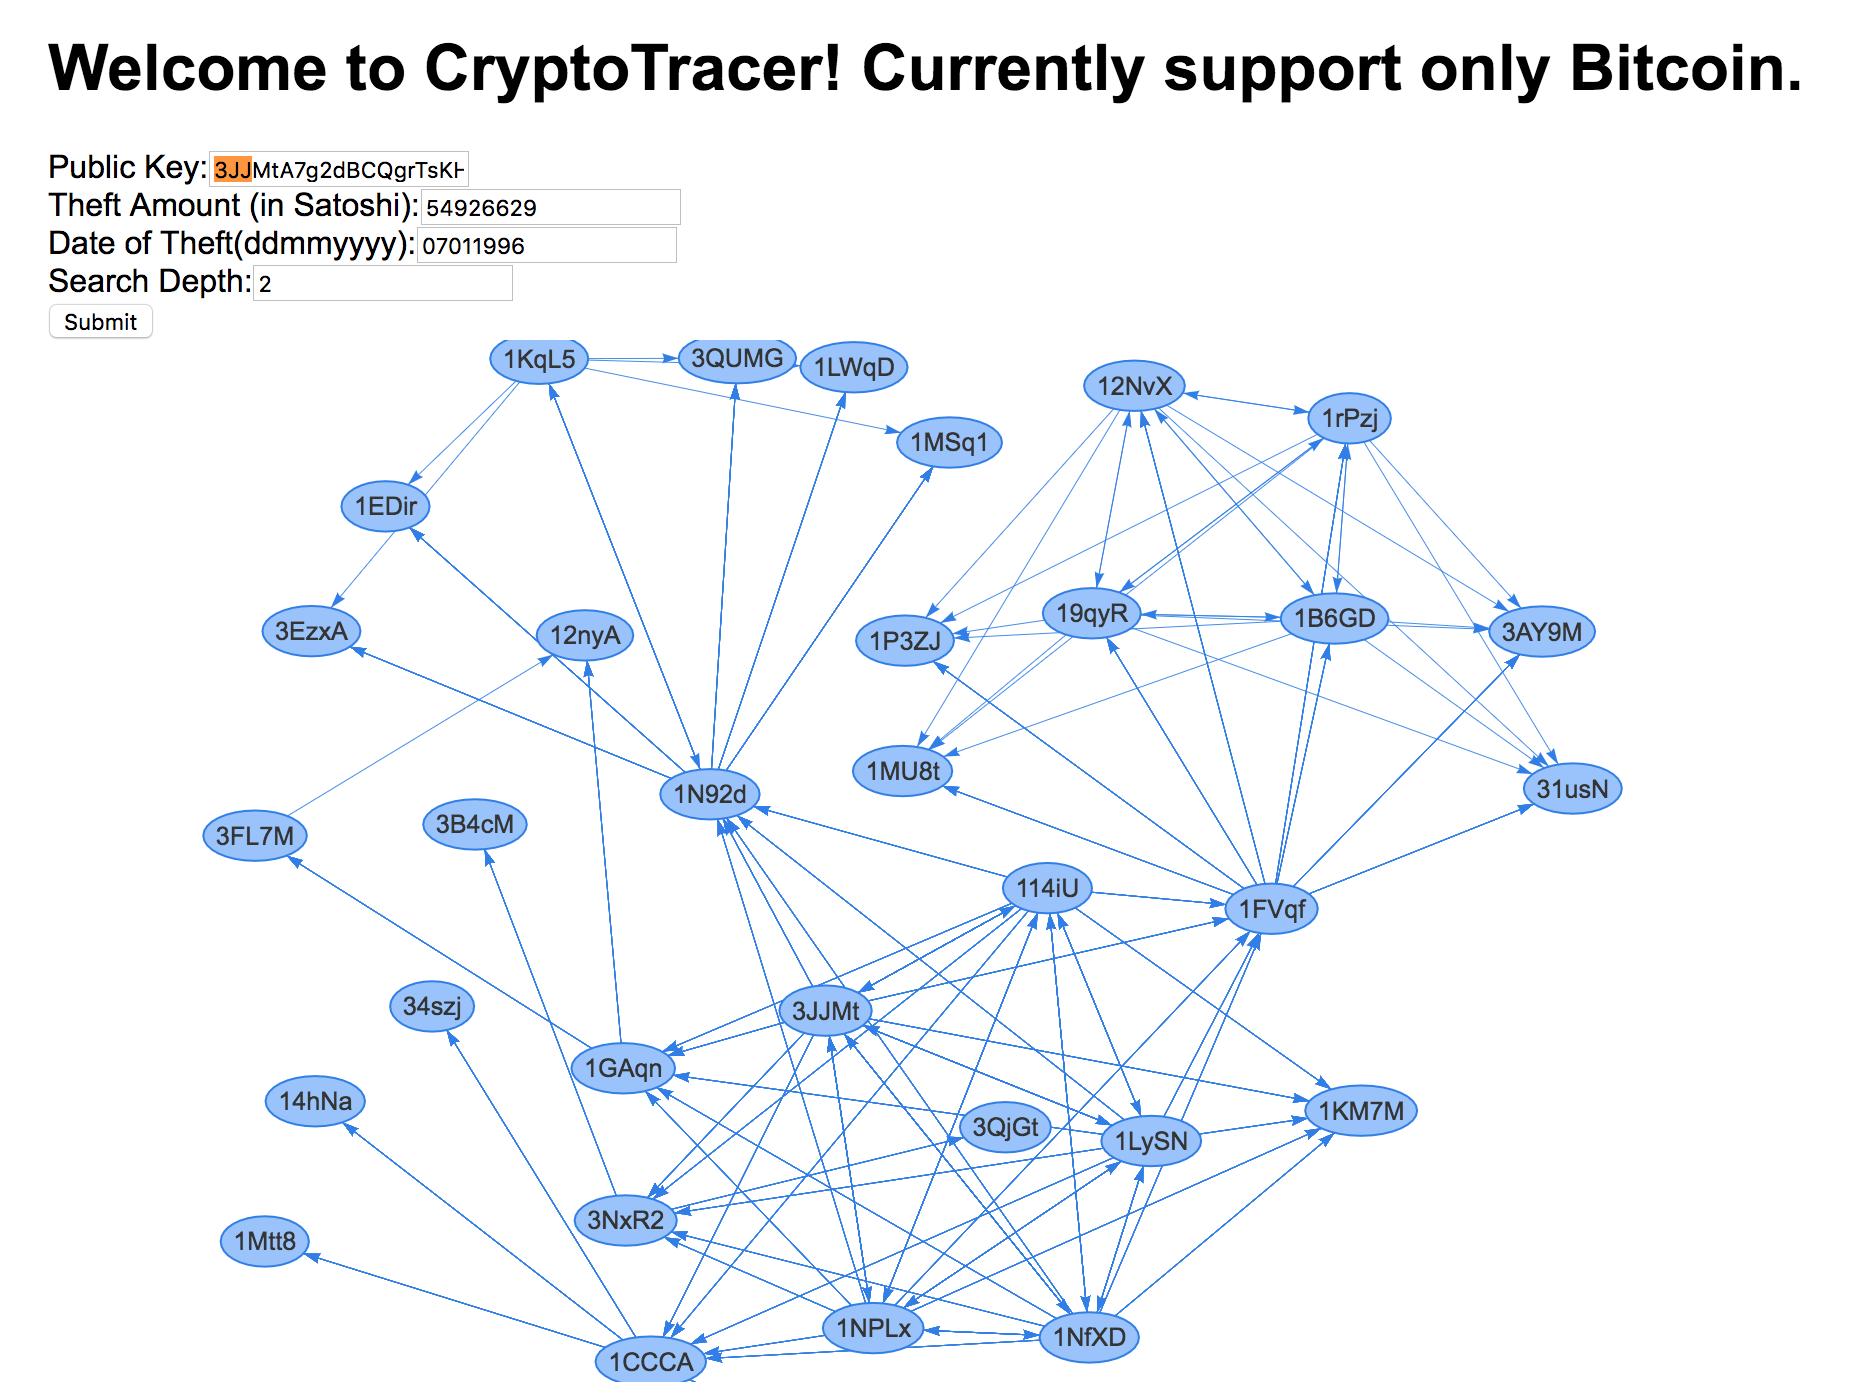 Welcome to CryptoTracer! Currently support only Bitcoin.
Public Key: 3JJMtA7g2dBCQgrTsKH
Theft Amount (in Satoshi): 54926629
Date of Theft(ddmmyyyy): 07011996
Search Depth: 2
Submit
1KqL5
3QUMG
1LWqD
12NvX
1rPzj
1MSq1
1EDir
3EzxA
12nyA
1P3ZJ
19qyR
1B6GD
3AY9M
1MU8t
31usN
1N92d
3FL7M
3B4cM
114iU
1FVqf
34szj
3JJMt
1GAqn
14hNa
3QjGt
1LySN
1KM7M
3NxR2
1Mtt8
1NPLx
1NfXD
1CCCA